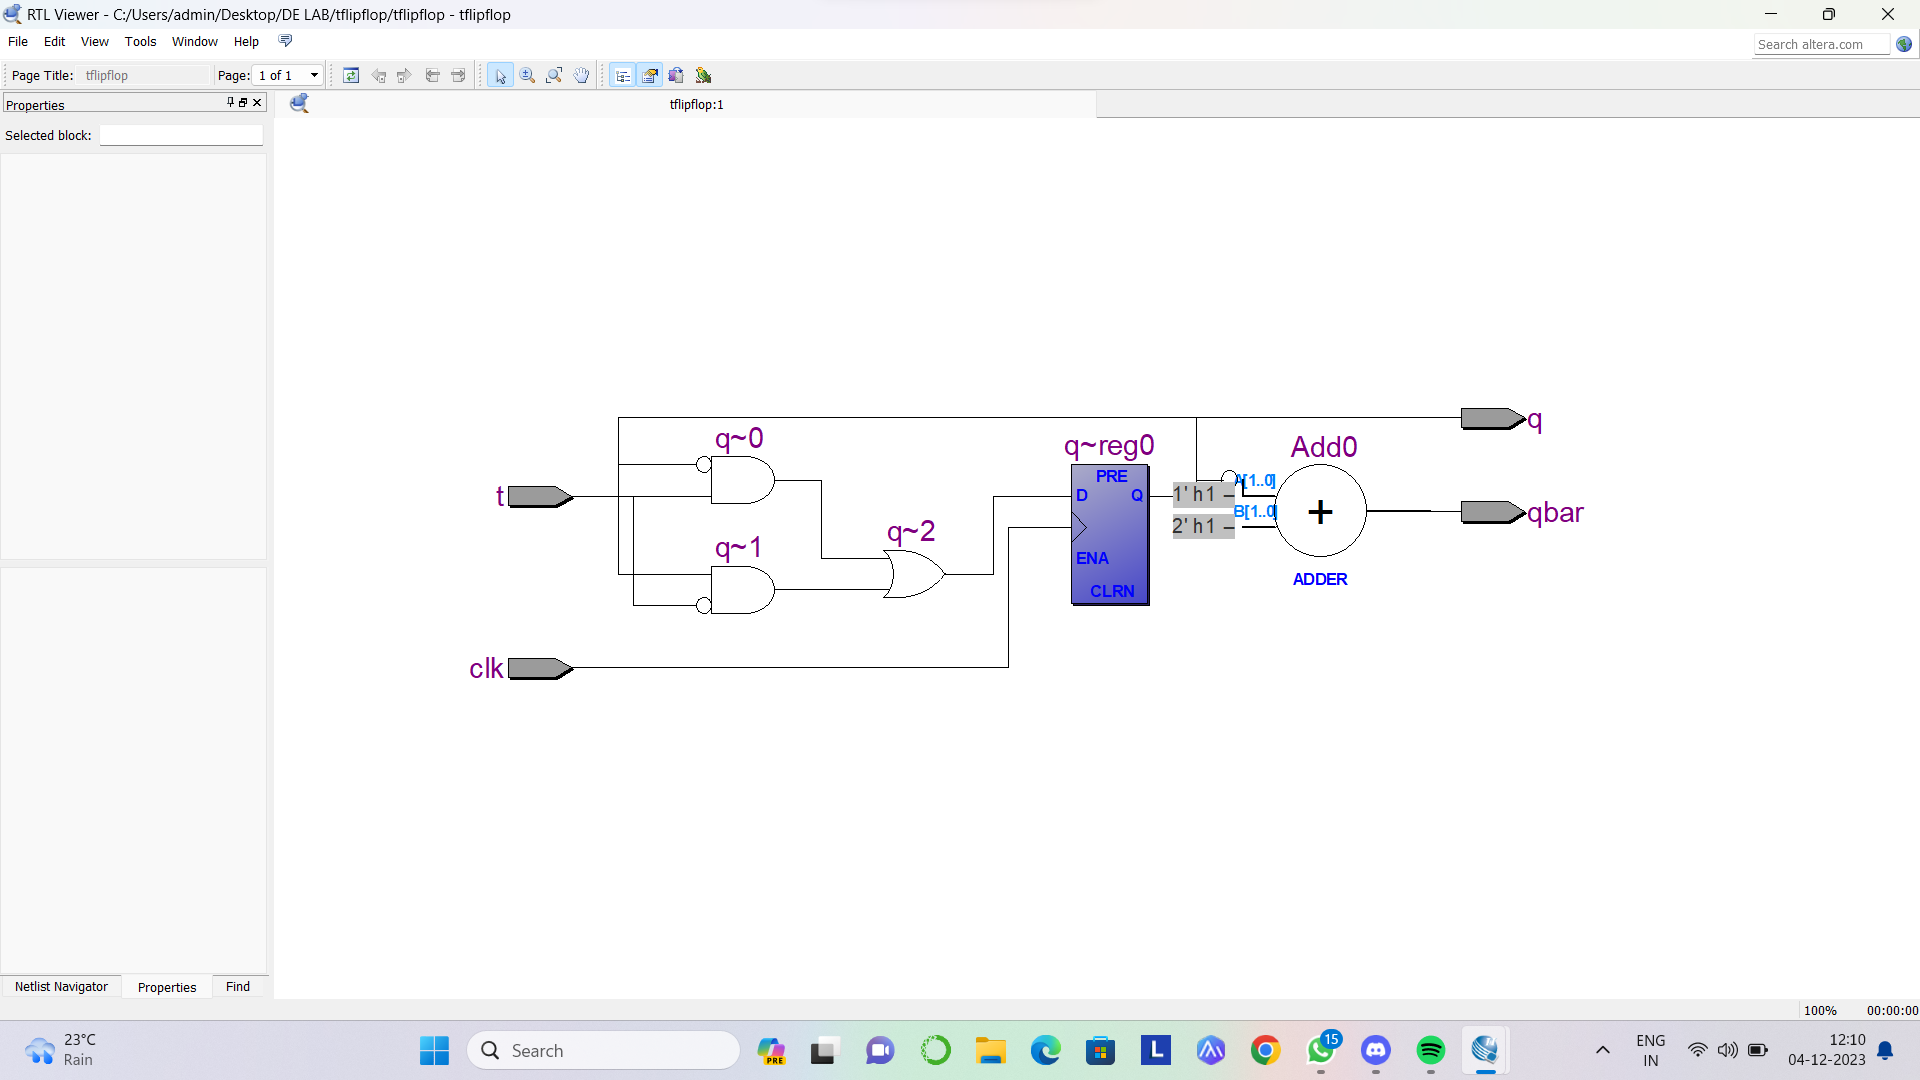 RTL Viewer - C:/Users/admin/Desktop/DE LAB/tflipflop/tflipflop - tflipflop
File Edit View Tools Window Help
Search altera.com
Page Title: tflipflop Page: 1 of 1
Properties
tflipflop:1
Selected block:
q
q~0
q~reg0
Add0
PRE
t
D
Q
1'h1
A[1..0]
B[1..0]
+
qbar
2'h1
q~2
q~1
ENA
ADDER
CLRN
clk
Netlist Navigator Properties Find
100% 00:00:00
23°C
Rain
Search
PRE
L
15
ENG
IN
12:10
04-12-2023